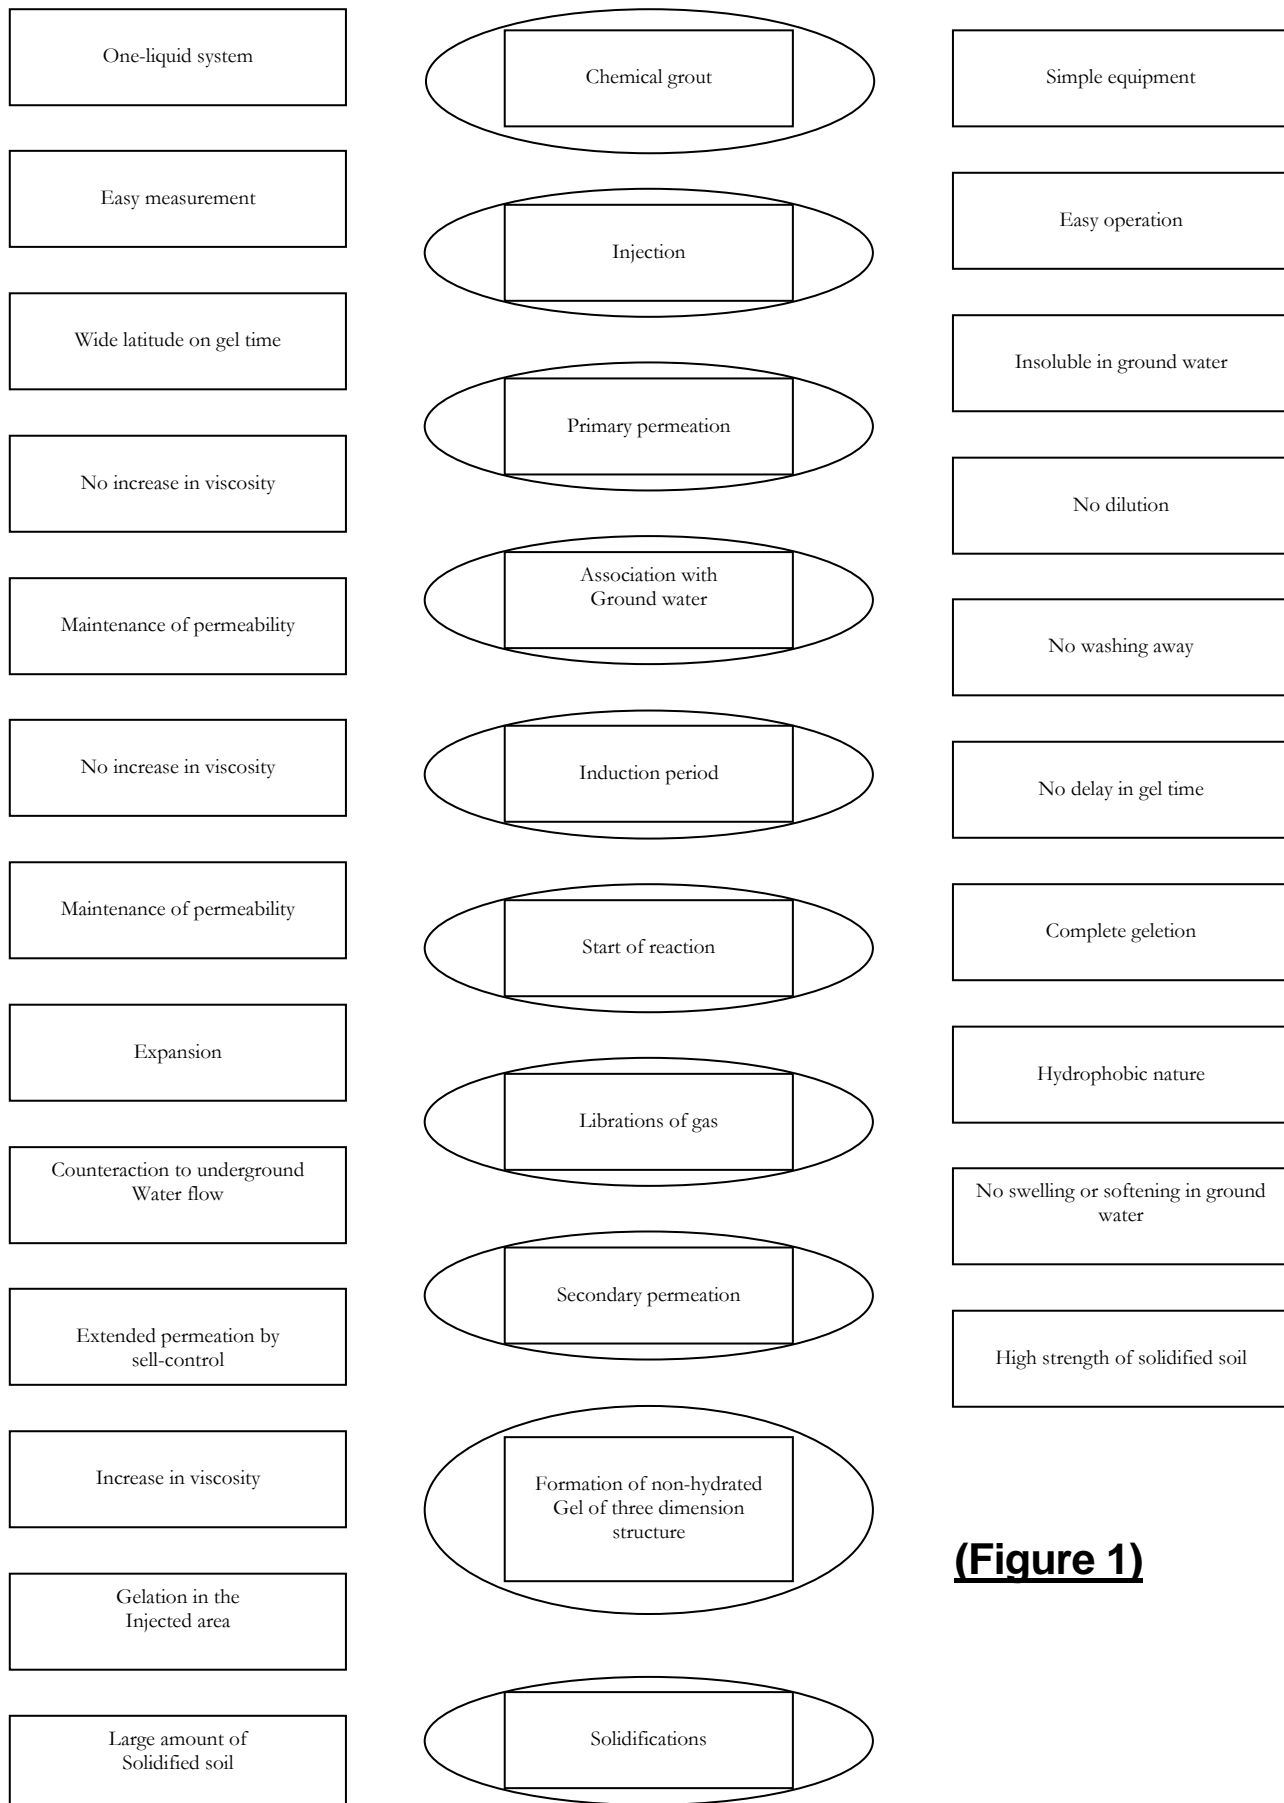 One-liquid system
Easy measurement
Wide latitude on gel time
No increase in viscosity
Maintenance of permeability
No increase in viscosity
Maintenance of permeability
Expansion
Counteraction to underground
Water flow
Extended permeation by
sell-control
Increase in viscosity
Gelation in the
Injected area
Large amount of
Solidified soil
Chemical grout
Injection
Primary permeation
Association with
Ground water
Induction period
Start of reaction
Librations of gas
Secondary permeation
Formation of non-hydrated
Gel of three dimension
structure
Solidifications
Simple equipment
Easy operation
Insoluble in ground water
No dilution
No washing away
No delay in gel time
Complete geletion
Hydrophobic nature
No swelling or softening in ground
water
High strength of solidified soil
(Figure 1)